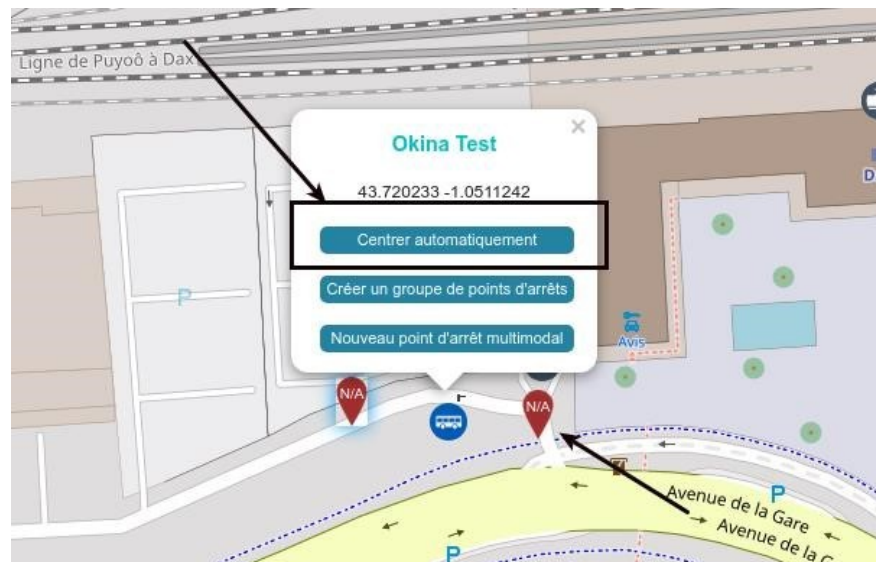 Ligne de Puyoô à Dax
×
Okina Test
43.720233 -1.0511242
Centrer automatiquement
Créer un groupe de points d'arrêts
Nouveau point d'arrêt multimodal
D
P
Avis
N/A
N/A
P
Avenue de la Gare
Avenue de la G
P